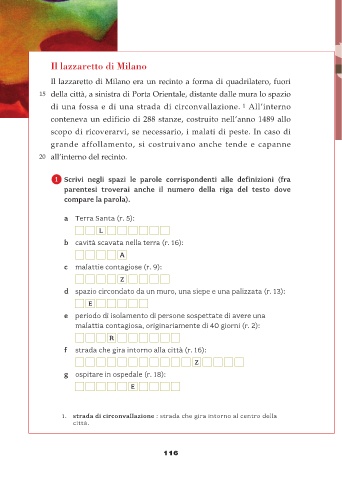 Il lazzaretto di Milano
Il lazzaretto di Milano era un recinto a forma di quadrilatero, fuori
15 della città, a sinistra di Porta Orientale, distante dalle mura lo spazio
di una fossa e di una strada di circonvallazione. 1 All'interno
conteneva un edificio di 288 stanze, costruito nell'anno 1489 allo
scopo di ricoverarvi, se necessario, i malati di peste. In caso di
grande affollamento, si costruivano anche tende e capanne
20 all'interno del recinto.
1 Scrivi negli spazi le parole corrispondenti alle definizioni (fra
parentesi troverai anche il numero della riga del testo dove
compare la parola).
a Terra Santa (r. 5):
L
b cavità scavata nella terra (r. 16):
A
c malattie contagiose (r. 9):
Z
d spazio circondato da un muro, una siepe e una palizzata (r. 13):
E
e periodo di isolamento di persone sospettate di avere una
malattia contagiosa, originariamente di 40 giorni (r. 2):
R
f strada che gira intorno alla città (r. 16):
Z
g ospitare in ospedale (r. 18):
E
1. strada di circonvallazione : strada che gira intorno al centro della
città.
116